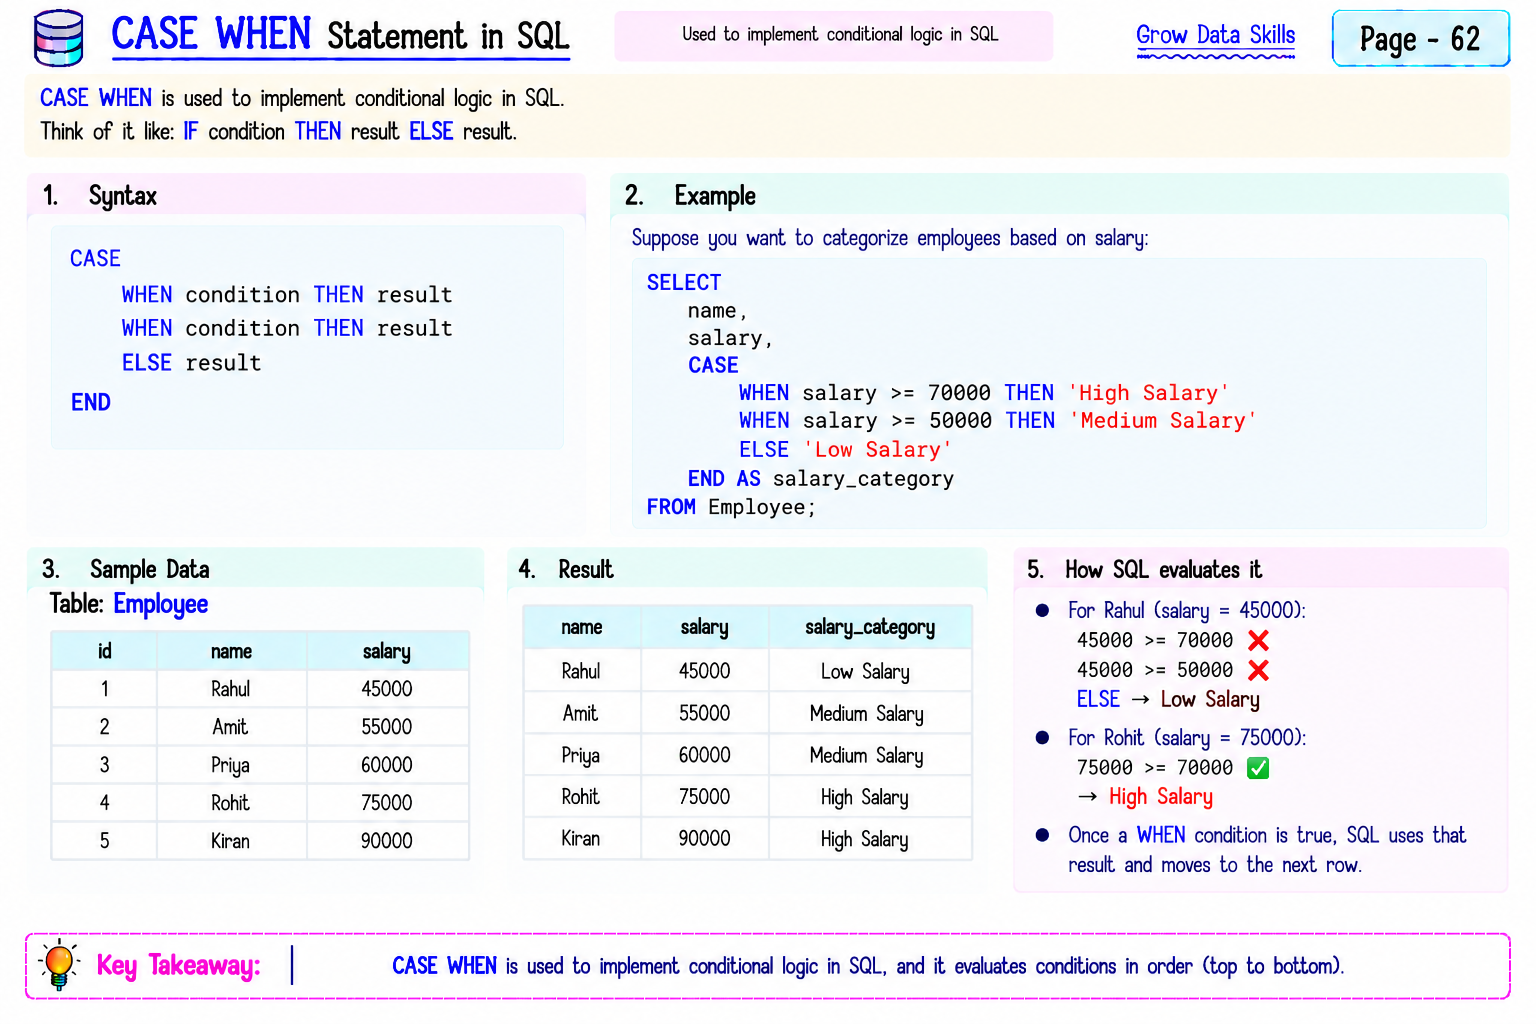 CASE WHEN Statement in SQL
Used to implement conditional logic in SQL
Grow Data Skills
Page - 62
CASE WHEN is used to implement conditional logic in SQL.
Think of it like: IF condition THEN result ELSE result.
1. Syntax
CASE
WHEN condition THEN result
WHEN condition THEN result
ELSE result
END
2. Example
Suppose you want to categorize employees based on salary:
SELECT
name,
salary,
CASE
WHEN salary >= 70000 THEN 'High Salary'
WHEN salary >= 50000 THEN 'Medium Salary'
ELSE 'Low Salary'
END AS salary_category
FROM Employee;
3. Sample Data
Table: Employee
id name salary
1 Rahul 45000
2 Amit 55000
3 Priya 60000
4 Rohit 75000
5 Kiran 90000
4. Result
name salary salary_category
Rahul 45000 Low Salary
Amit 55000 Medium Salary
Priya 60000 Medium Salary
Rohit 75000 High Salary
Kiran 90000 High Salary
5. How SQL evaluates it
● For Rahul (salary = 45000):
45000 >= 70000 ❌
45000 >= 50000 ❌
ELSE → Low Salary
● For Rohit (salary = 75000):
75000 >= 70000 ✅
→ High Salary
● Once a WHEN condition is true, SQL uses that
result and moves to the next row.
Key Takeaway:
CASE WHEN is used to implement conditional logic in SQL, and it evaluates conditions in order (top to bottom).